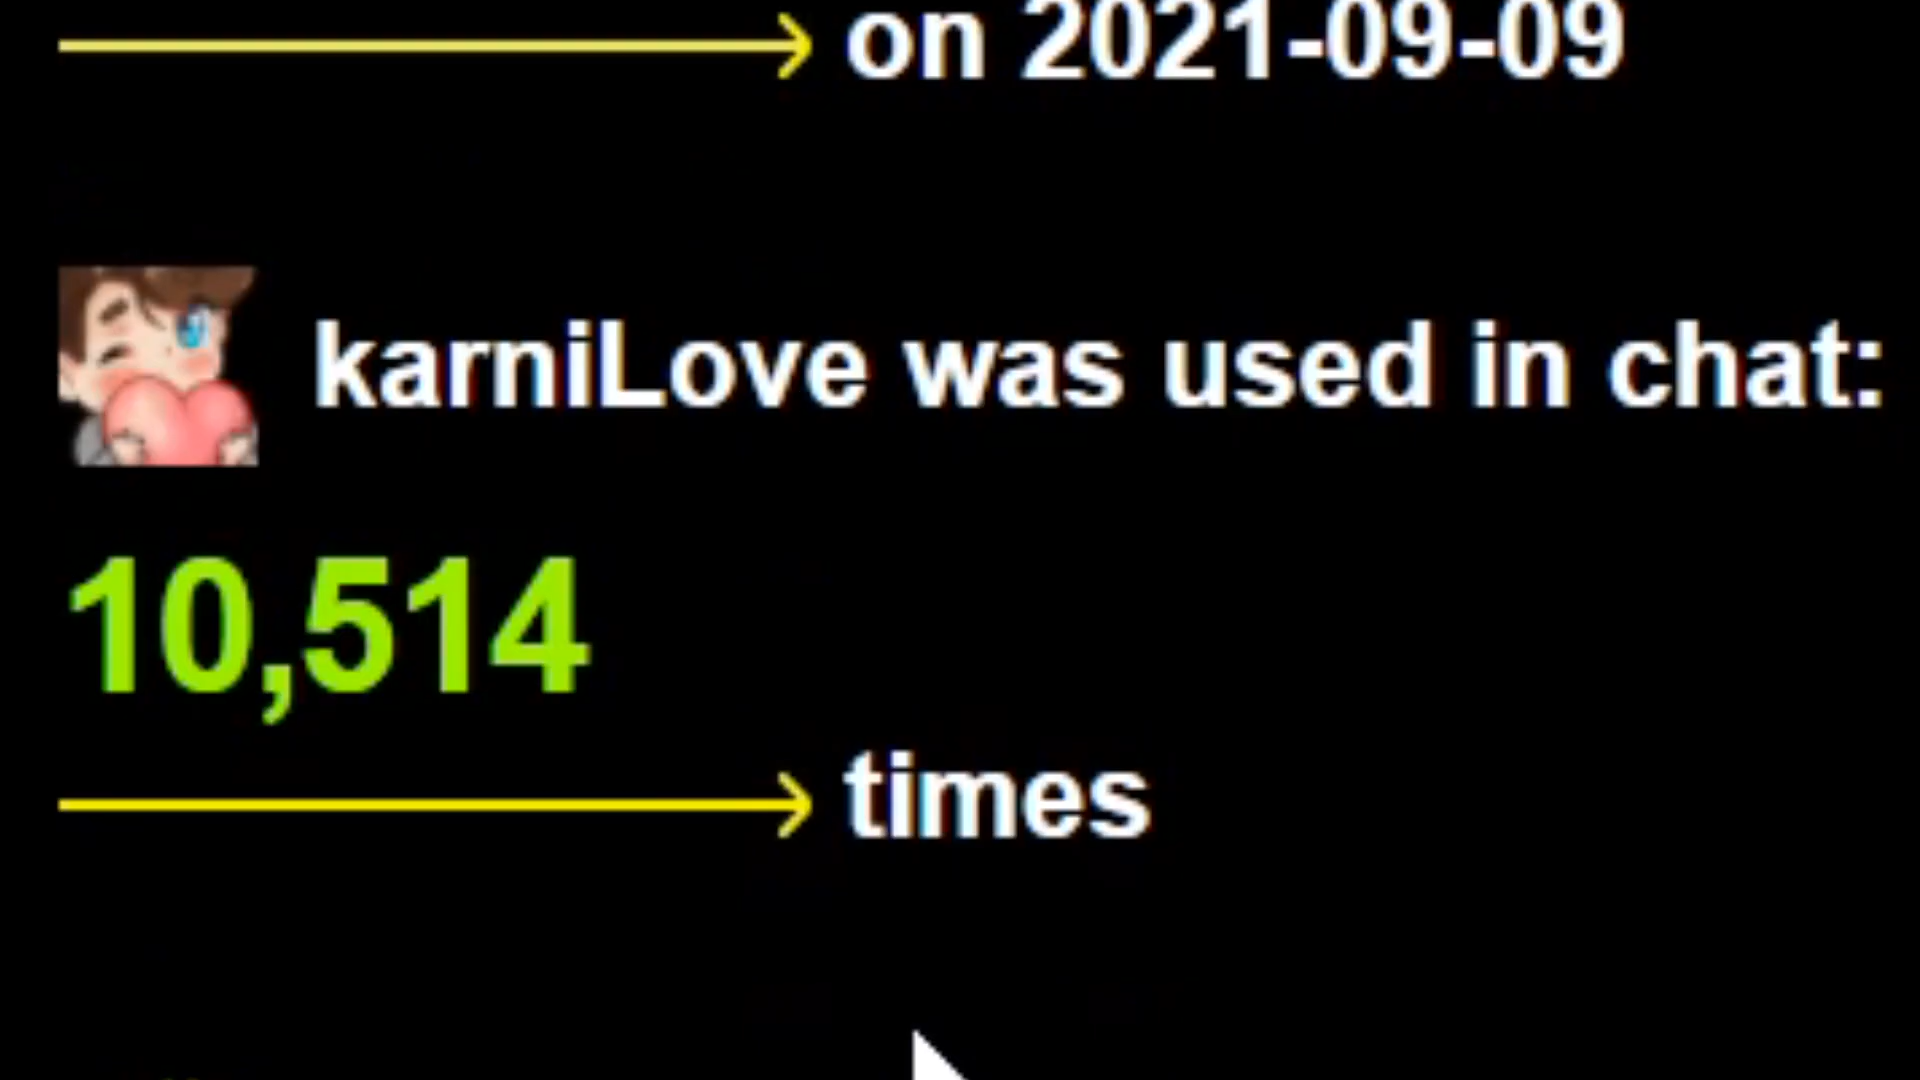 on 2021-09-09
karniLove was used in chat:
10,514
times